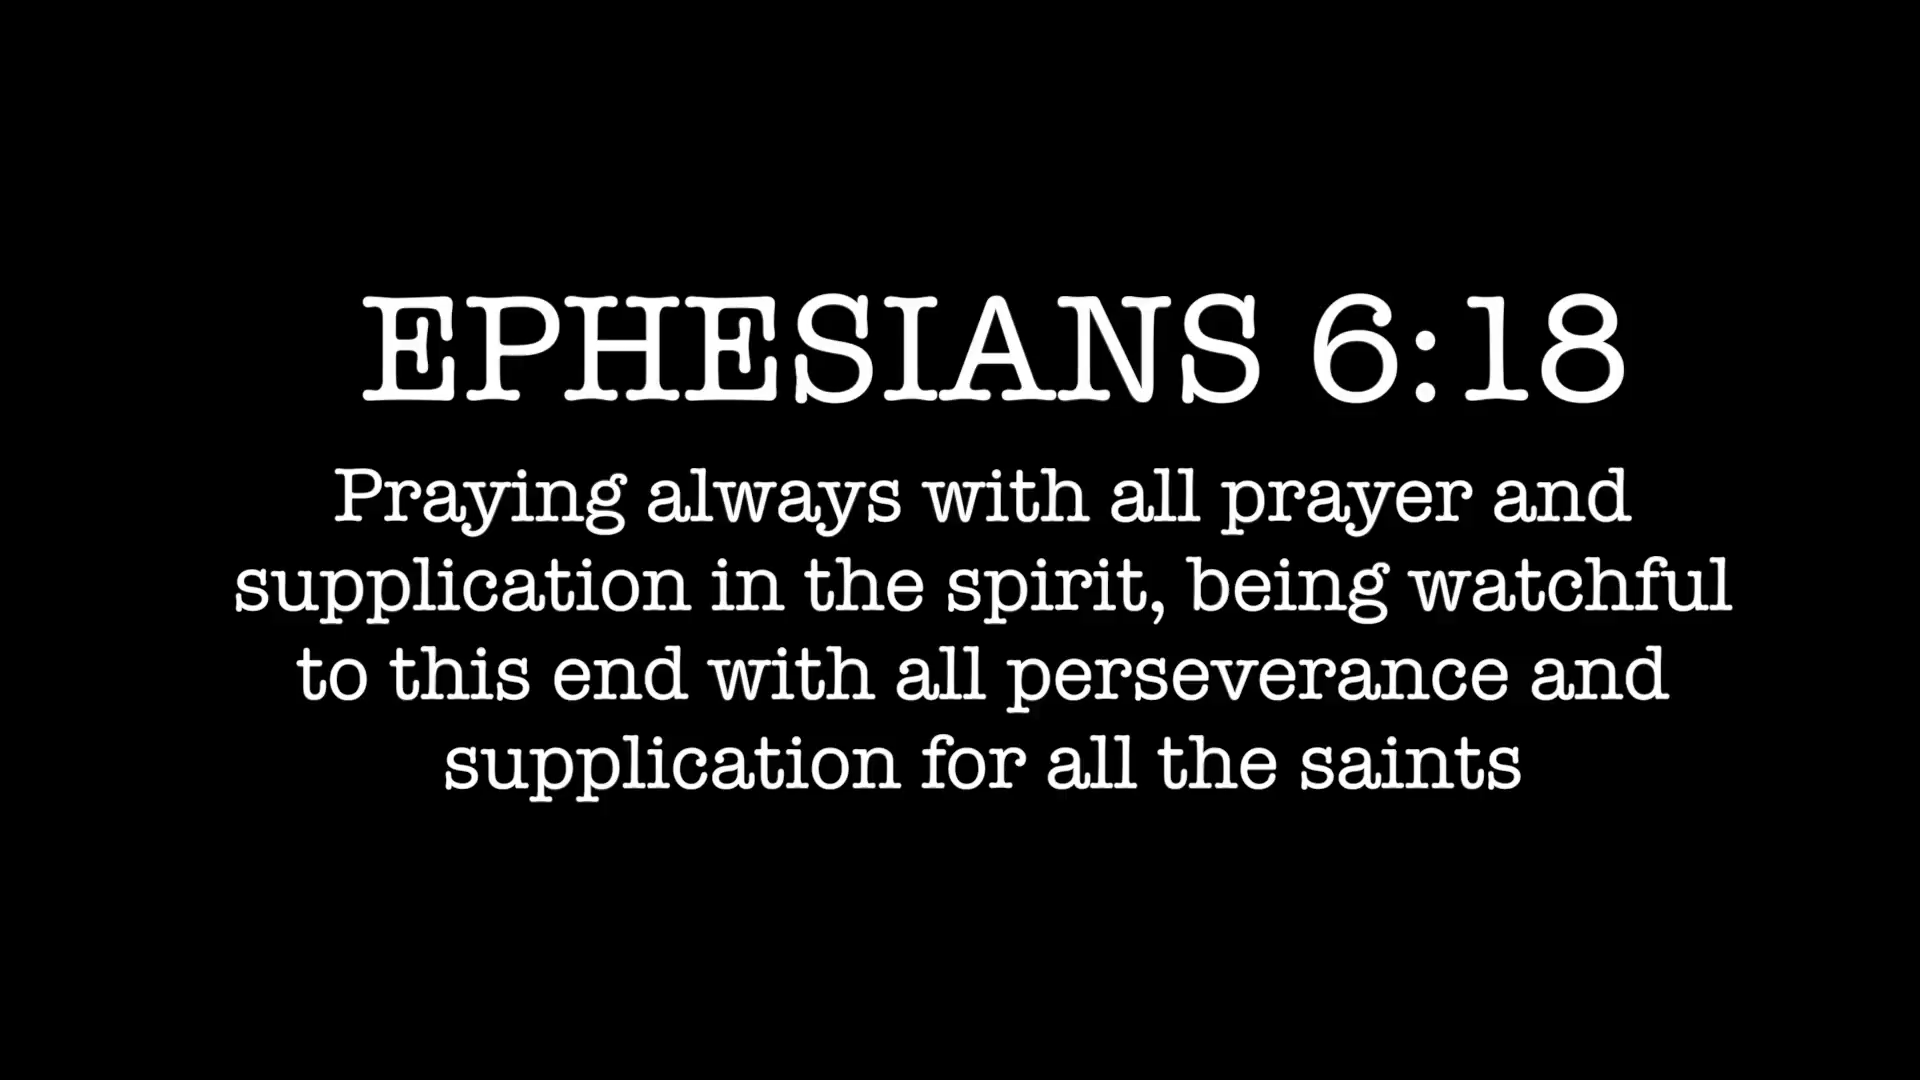 EPHESIANS 6:18
Praying always with all prayer and
supplication in the spirit, being watchful
to this end with all perseverance and
supplication for all the saints